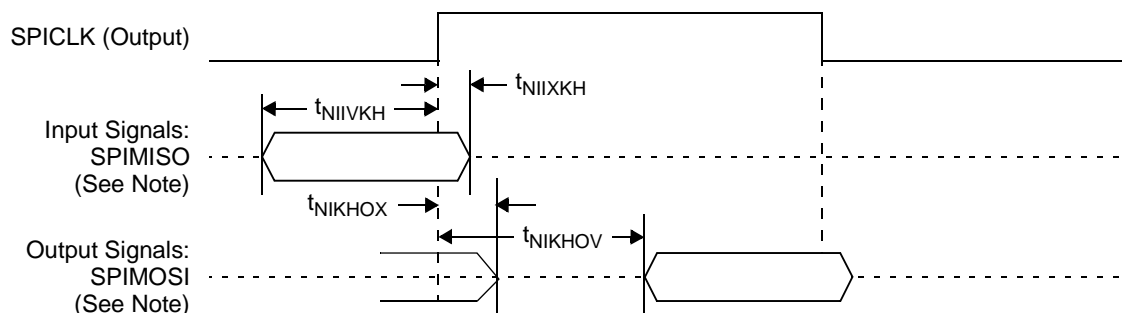 SPICLK (Output)
tNIIXKH
tNIIVKH
Input Signals:
SPIMISO
(See Note)
tNIKHOX
tNIKHOV
Output Signals:
SPIMOSI
(See Note)